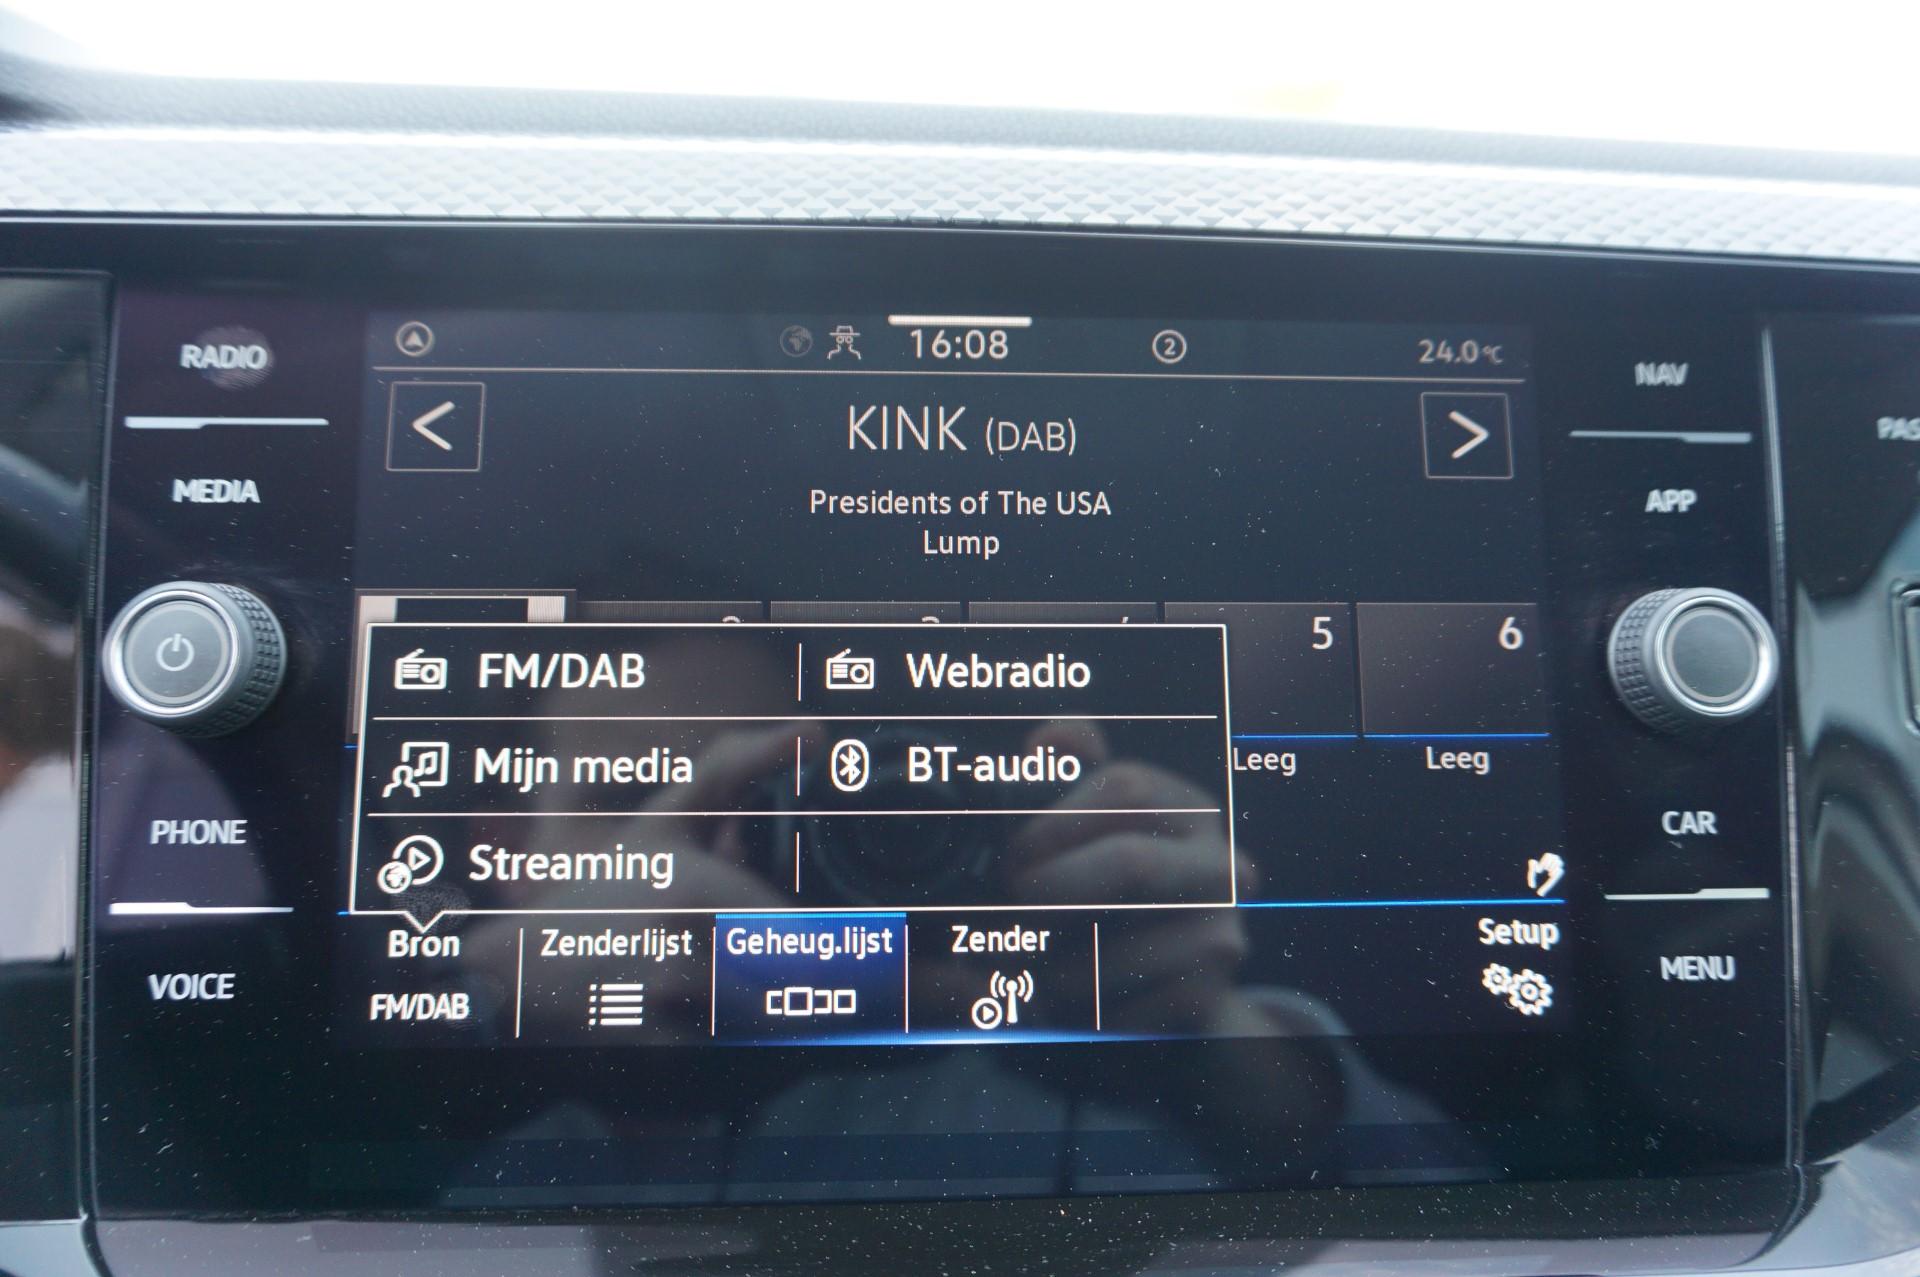 RADIO
MEDIA
PHONE
VOICE
16:08
2
24.0°C
KINK (DAB)
Presidents of The USA
Lump
5
6
FM/DAB
Webradio
Mijn media
BT-audio
Streaming
Leeg
Leeg
Bron
FM/DAB
Zenderlijst
Geheug.lijst
Zender
Setup
NAV
APP
CAR
MENU